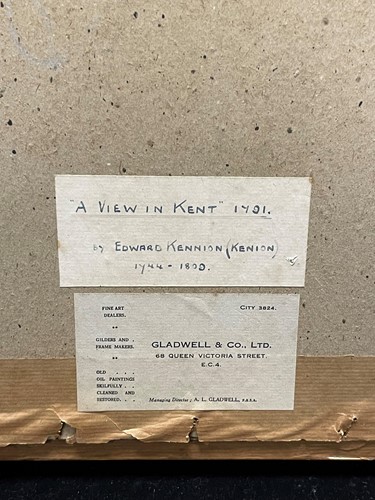 "A VIEW IN KENT" 1791.
BY EDWARD KENNION (KENION)
1744 - 1809.
FINE ART
DEALERS.
**
GILDERS AND .
FRAME MAKERS.
**
OLD . . . .
OIL PAINTINGS
SKILFULLY . .
CLEANED AND
RESTORED. . .
CITY 3824.
GLADWELL & CO., LTD.
68 QUEEN VICTORIA STREET.
E.C.4.
Managing Director; A. L. GLADWELL, F.R.S.A.